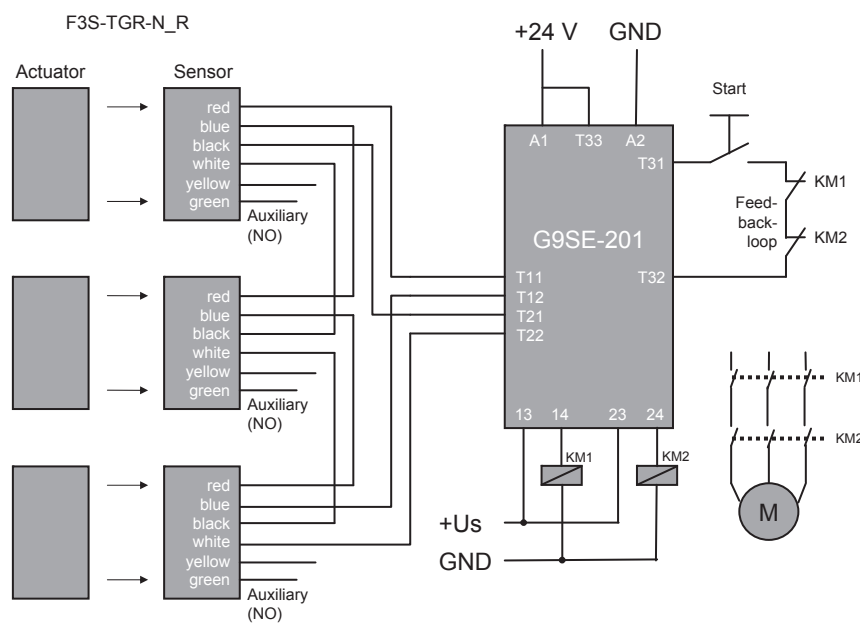 F3S-TGR-N_R
+24 V GND
Actuator Sensor
Start
red
blue
black
white
yellow
green
Auxiliary
(NO)
A1 T33 A2
T31
KM1
Feed-
back-
loop
KM2
G9SE-201
T11
T12
T21
T22
T32
red
blue
black
white
yellow
green
Auxiliary
(NO)
KM1
KM2
13 14 23 24
KM1 KM2
red
blue
black
white
yellow
green
Auxiliary
(NO)
+Us
GND
M